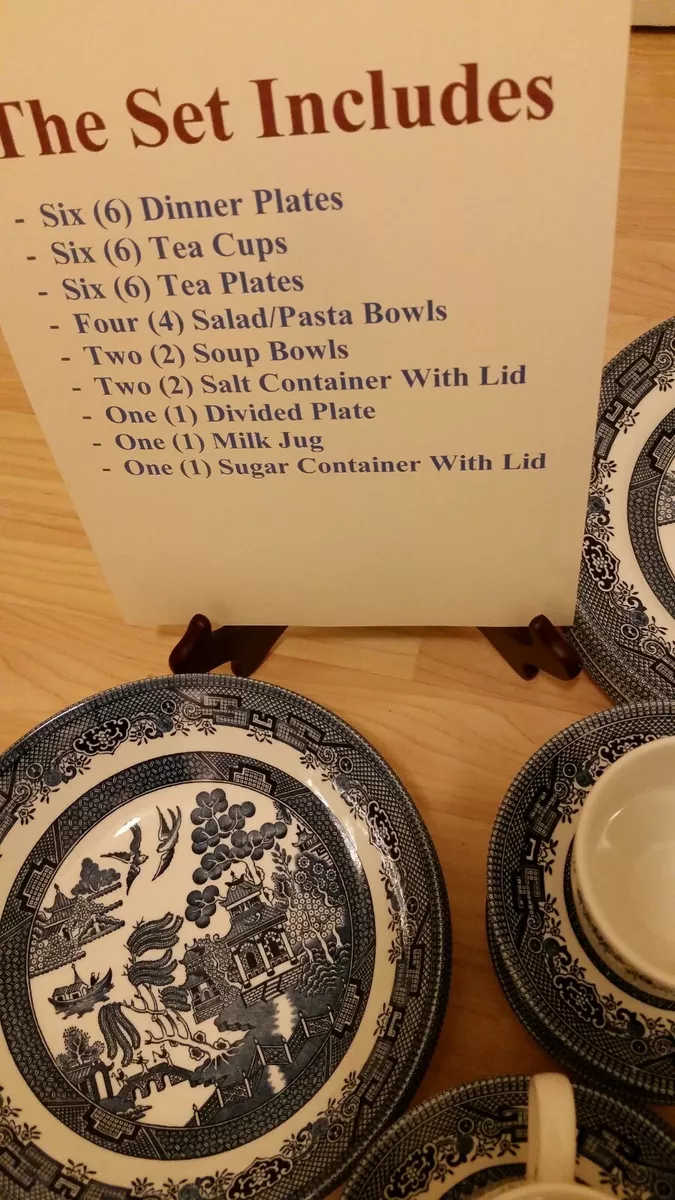 The Set Includes
- Six (6) Dinner Plates
- Six (6) Tea Cups
- Six (6) Tea Plates
- Four (4) Salad/Pasta Bowls
- Two (2) Soup Bowls
- Two (2) Salt Container With Lid
- One (1) Divided Plate
- One (1) Milk Jug
- One (1) Sugar Container With Lid